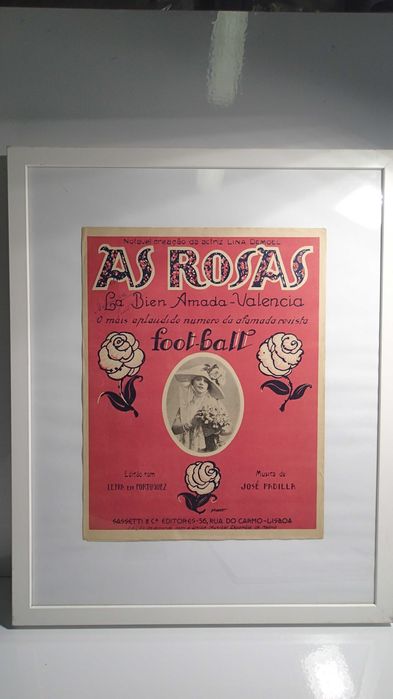 Notavel creação da actriz LINA DEMOEL
AS ROSAS
La Bien Amada-Valencia
O mais aplaudido numero da afamada revista
foot-ball
Edição com
LETRA EM PORTUGUEZ
Musica de
JOSÉ PADILLA
SASSETTI & CA. EDITORES-56, RUA DO CARMO-LISBOA